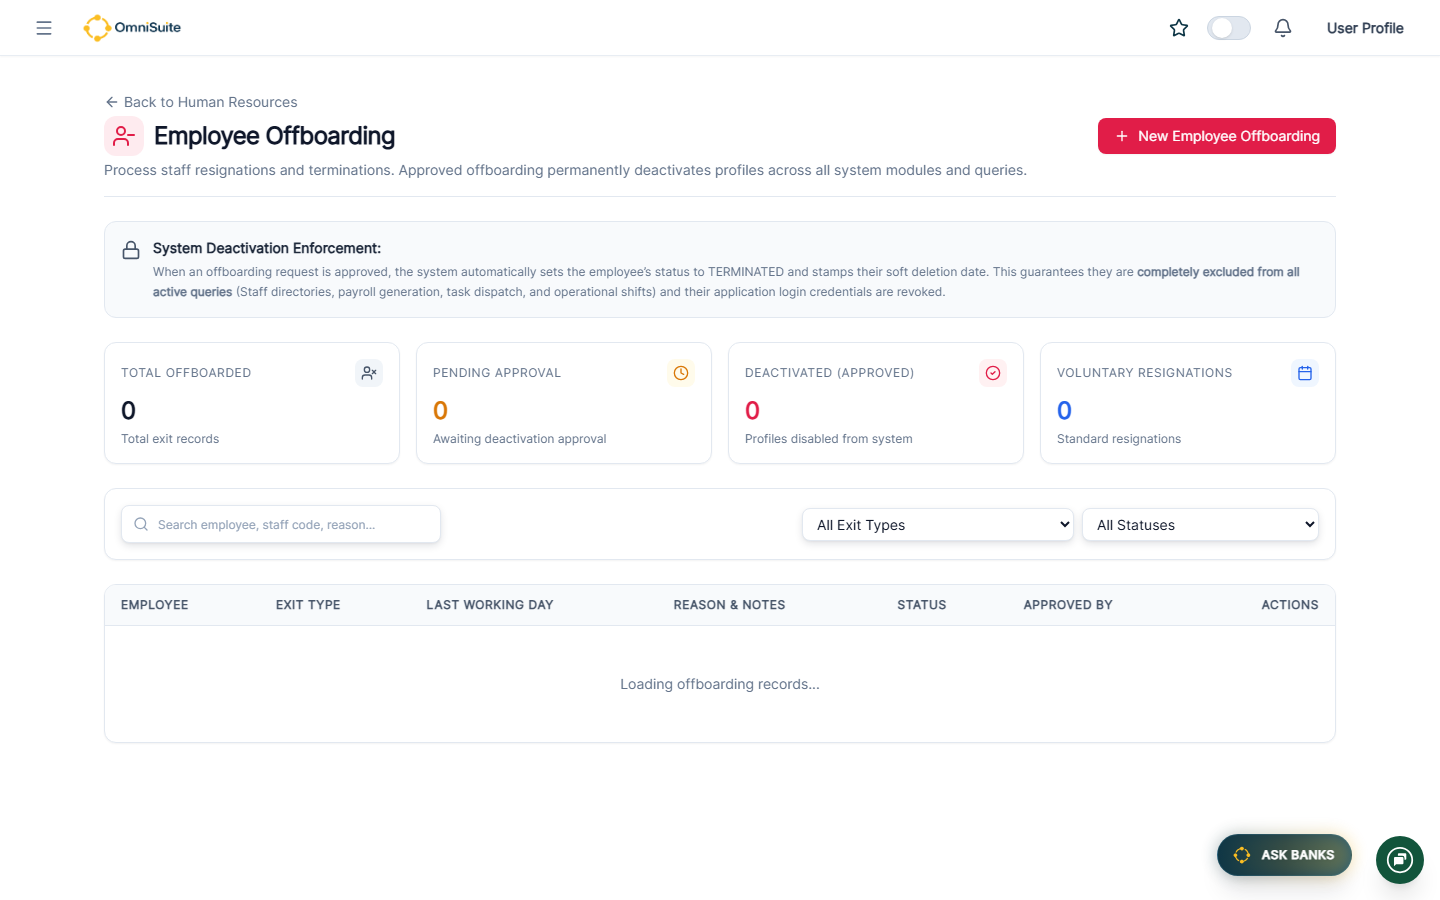 OmniSuite
User Profile
Back to Human Resources
Employee Offboarding
New Employee Offboarding
Process staff resignations and terminations. Approved offboarding permanently deactivates profiles across all system modules and queries.
System Deactivation Enforcement:
When an offboarding request is approved, the system automatically sets the employee's status to TERMINATED and stamps their soft deletion date. This guarantees they are completely excluded from all
active queries (Staff directories, payroll generation, task dispatch, and operational shifts) and their application login credentials are revoked.
TOTAL OFFBOARDED
0
Total exit records
PENDING APPROVAL
0
Awaiting deactivation approval
DEACTIVATED (APPROVED)
0
Profiles disabled from system
VOLUNTARY RESIGNATIONS
0
Standard resignations
Search employee, staff code, reason...
All Exit Types
All Statuses
EMPLOYEE EXIT TYPE LAST WORKING DAY REASON & NOTES STATUS APPROVED BY ACTIONS
Loading offboarding records...
ASK BANKS